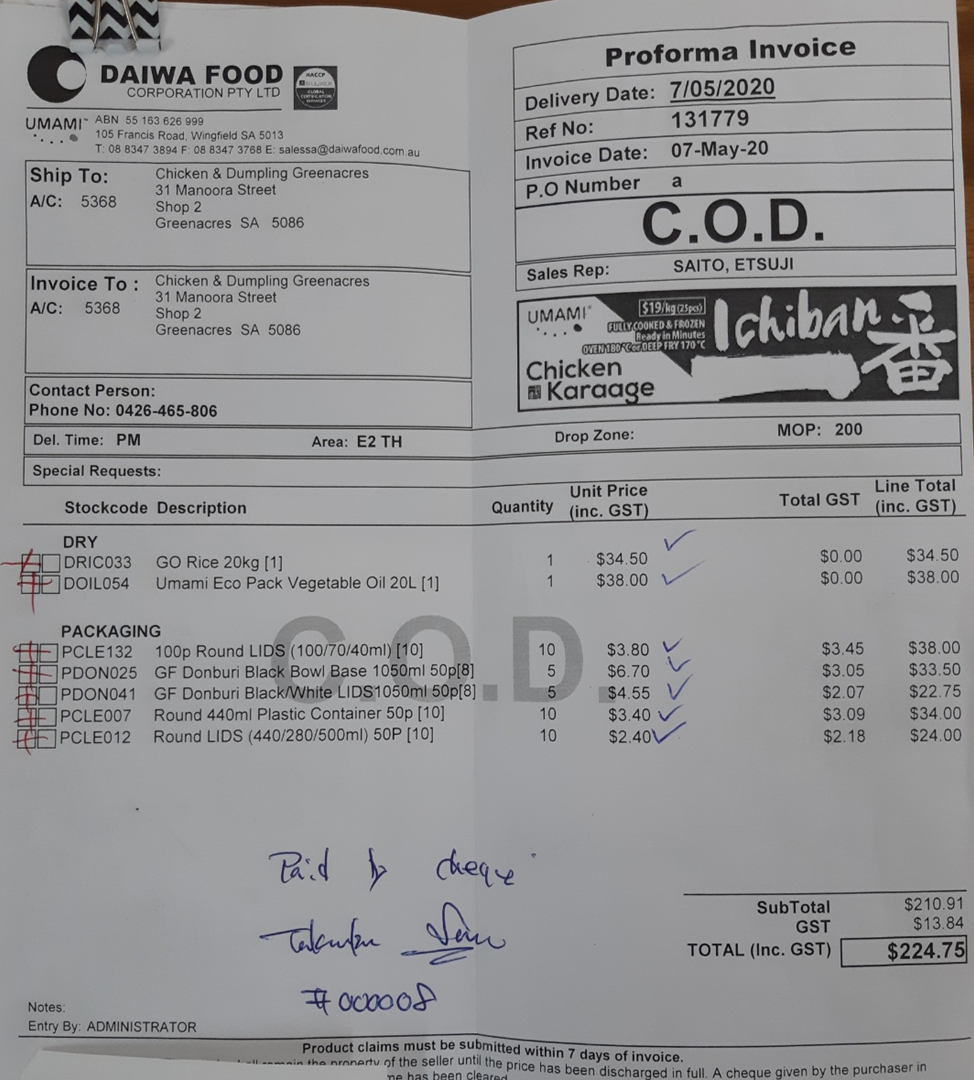 DAIWA FOOD
CORPORATION PTY LTD
HACCP
UMAMI™ ABN 55 163 626 999
105 Francis Road, Wingfield SA 5013
T: 08 8347 3894 F: 08 8347 3768 E: salessa@daiwafood.com.au
Proforma Invoice
Delivery Date: 7/05/2020
Ref No: 131779
Invoice Date: 07-May-20
P.O Number a
C.O.D.
Sales Rep: SAITO, ETSUJI
Ship To: Chicken & Dumpling Greenacres
A/C: 5368 31 Manoora Street
Shop 2
Greenacres SA 5086
Invoice To : Chicken & Dumpling Greenacres
A/C: 5368 31 Manoora Street
Shop 2
Greenacres SA 5086
UMAMI
$19/kg (25pcs)
FULLY COOKED & FROZEN
Ready in Minutes
OVEN 180°C or DEEP FRY 170°C
Chicken
Karaage
Ichiban
一番
Contact Person:
Phone No: 0426-465-806
Del. Time: PM Area: E2 TH Drop Zone: MOP: 200
Special Requests:
Stockcode Description Quantity Unit Price (inc. GST) Total GST Line Total (inc. GST)
DRY
DRIC033 GO Rice 20kg [1] 1 $34.50 $0.00 $34.50
DOIL054 Umami Eco Pack Vegetable Oil 20L [1] 1 $38.00 $0.00 $38.00
C.O.D.
PACKAGING
PCLE132 100p Round LIDS (100/70/40ml) [10] 10 $3.80 $3.45 $38.00
PDON025 GF Donburi Black Bowl Base 1050ml 50p[8] 5 $6.70 $3.05 $33.50
PDON041 GF Donburi Black/White LIDS1050ml 50p[8] 5 $4.55 $2.07 $22.75
PCLE007 Round 440ml Plastic Container 50p [10] 10 $3.40 $3.09 $34.00
PCLE012 Round LIDS (440/280/500ml) 50P [10] 10 $2.40 $2.18 $24.00
Paid by cheque
#000008
SubTotal $210.91
GST $13.84
TOTAL (Inc. GST) $224.75
Notes:
Entry By: ADMINISTRATOR
Product claims must be submitted within 7 days of invoice.
the property of the seller until the price has been discharged in full. A cheque given by the purchaser in
has been cleared